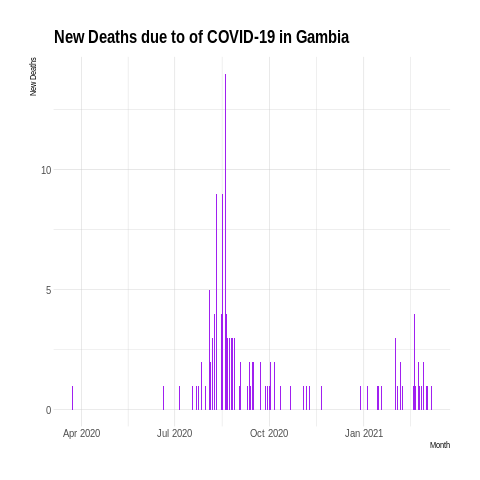 New Deaths due to of COVID-19 in Gambia
New Deaths
10
5
0
Apr 2020 Jul 2020 Oct 2020 Jan 2021
Month